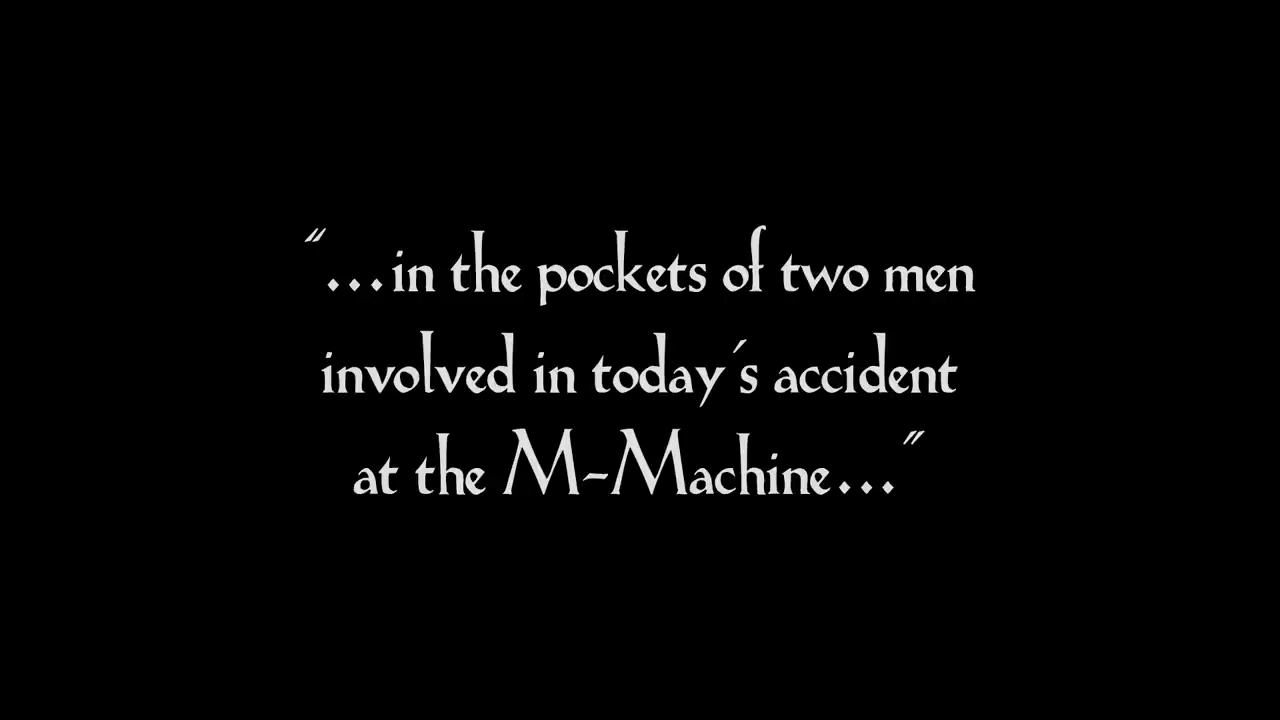 “...in the pockets of two men
involved in today's accident
at the M-Machine...”